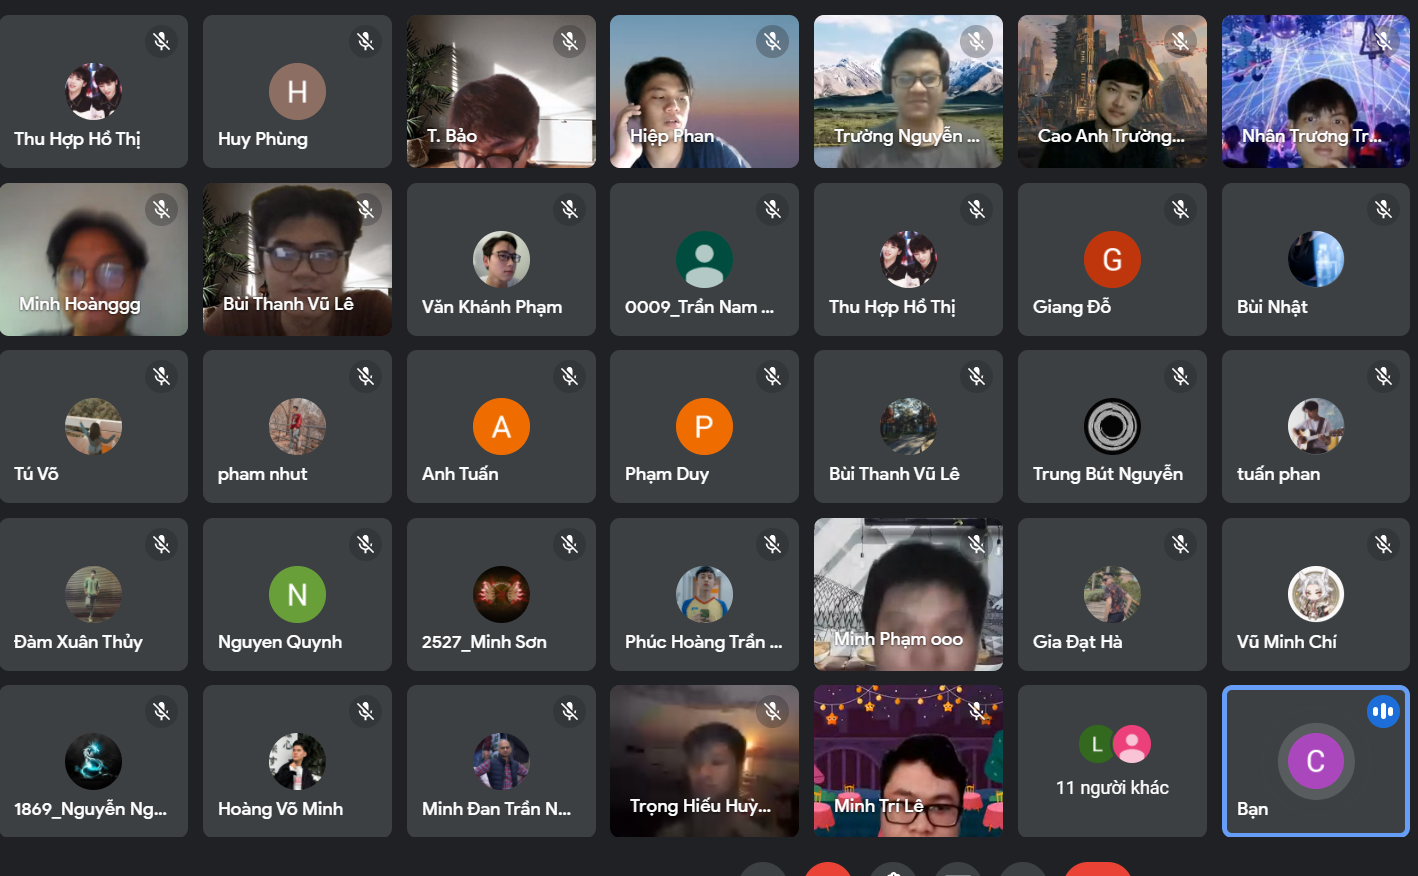 Thu Hợp Hồ Thị
H
Huy Phùng
T. Bảo
Hiệp Phan
Trường Nguyễn ...
Cao Anh Trường...
Nhân Trương Tr...
Minh Hoànggg
Bùi Thanh Vũ Lê
Văn Khánh Phạm
0009_Trần Nam ...
Thu Hợp Hồ Thị
G
Giang Đỗ
Bùi Nhật
Tú Võ
pham nhut
A
Anh Tuấn
P
Phạm Duy
Bùi Thanh Vũ Lê
Trung Bút Nguyễn
tuấn phan
Đàm Xuân Thủy
N
Nguyen Quynh
2527_Minh Sơn
Phúc Hoàng Trần ...
Minh Phạm ooo
Gia Đạt Hà
Vũ Minh Chí
1869_Nguyễn Ng...
Hoàng Võ Minh
Minh Đan Trần N...
Trọng Hiếu Huỳ...
Minh Trí Lê
L
11 người khác
C
Bạn